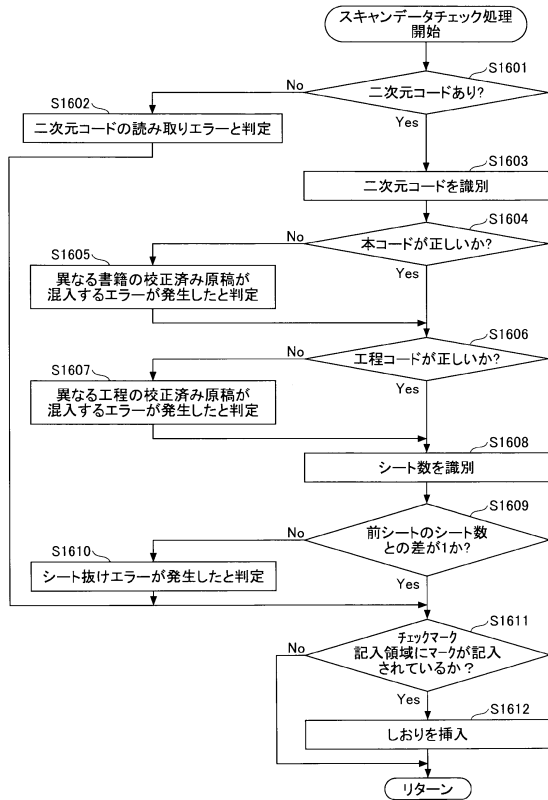 スキャンデータチェック処理
開始
S1601
二次元コードあり?
No
Yes
S1602
二次元コードの読み取りエラーと判定
S1603
二次元コードを識別
S1604
本コードが正しいか?
No
Yes
S1605
異なる書籍の校正済み原稿が
混入するエラーが発生したと判定
S1606
工程コードが正しいか?
No
Yes
S1607
異なる工程の校正済み原稿が
混入するエラーが発生したと判定
S1608
シート数を識別
S1609
前シートのシート数
との差が1か?
No
Yes
S1610
シート抜けエラーが発生したと判定
S1611
チェックマーク
記入領域にマークが記入
されているか?
No
Yes
S1612
しおりを挿入
リターン